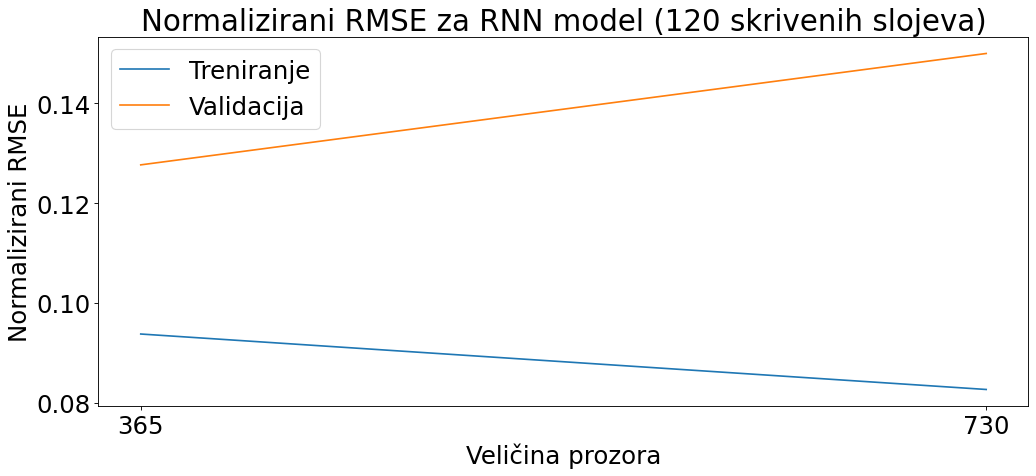 Normalizirani RMSE za RNN model (120 skrivenih slojeva)
Treniranje
Validacija
Normalizirani RMSE
0.14
0.12
0.10
0.08
365
730
Veličina prozora